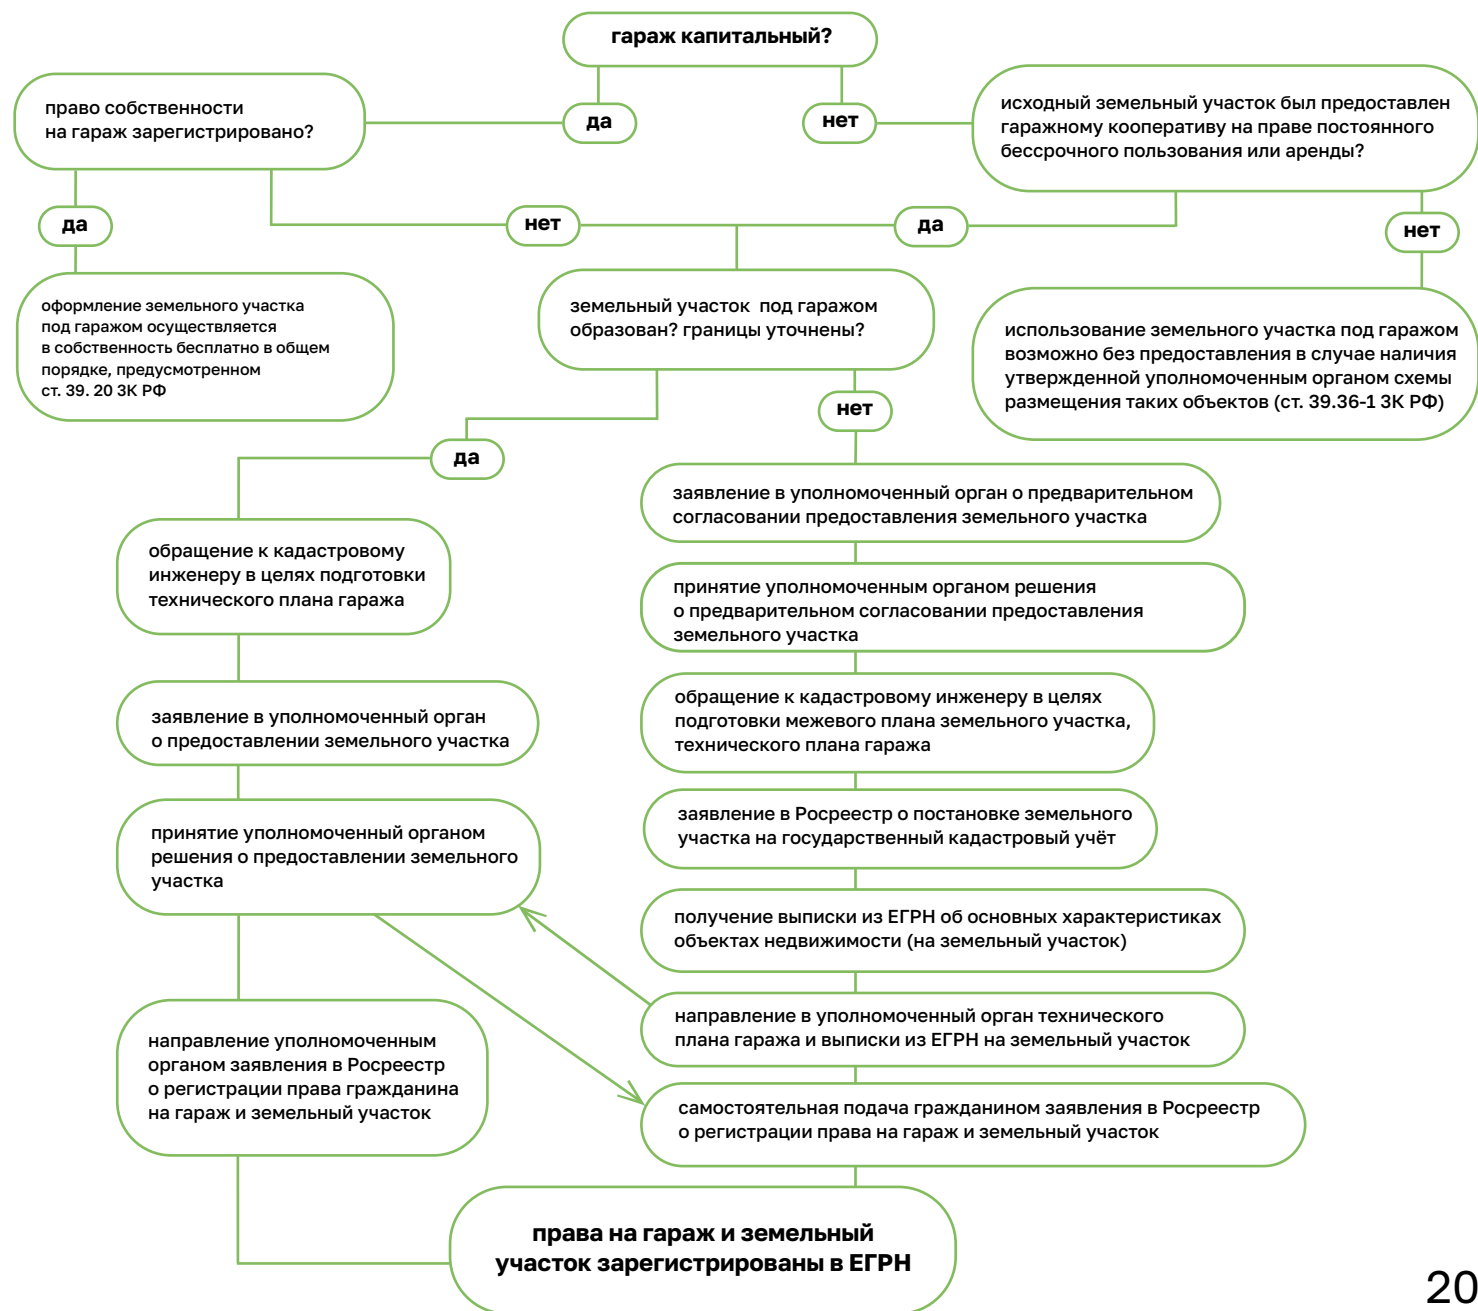 гараж капитальный?
да
нет
право собственности
на гараж зарегистрировано?
исходный земельный участок был предоставлен
гаражному кооперативу на праве постоянного
бессрочного пользования или аренды?
да
нет
да
нет
оформление земельного участка
под гаражом осуществляется
в собственность бесплатно в общем
порядке, предусмотренном
ст. 39. 20 ЗК РФ
земельный участок под гаражом
образован? границы уточнены?
использование земельного участка под гаражом
возможно без предоставления в случае наличия
утвержденной уполномоченным органом схемы
размещения таких объектов (ст. 39.36-1 ЗК РФ)
да
нет
обращение к кадастровому
инженеру в целях подготовки
технического плана гаража
заявление в уполномоченный орган
о предоставлении земельного участка
принятие уполномоченный органом
решения о предоставлении земельного
участка
направление уполномоченным
органом заявления в Росреестр
о регистрации права гражданина
на гараж и земельный участок
заявление в уполномоченный орган о предварительном
согласовании предоставления земельного участка
принятие уполномоченным органом решения
о предварительном согласовании предоставления
земельного участка
обращение к кадастровому инженеру в целях
подготовки межевого плана земельного участка,
технического плана гаража
заявление в Росреестр о постановке земельного
участка на государственный кадастровый учёт
получение выписки из ЕГРН об основных характеристиках
объектах недвижимости (на земельный участок)
направление в уполномоченный орган технического
плана гаража и выписки из ЕГРН на земельный участок
самостоятельная подача гражданином заявления в Росреестр
о регистрации права на гараж и земельный участок
права на гараж и земельный
участок зарегистрированы в ЕГРН
20